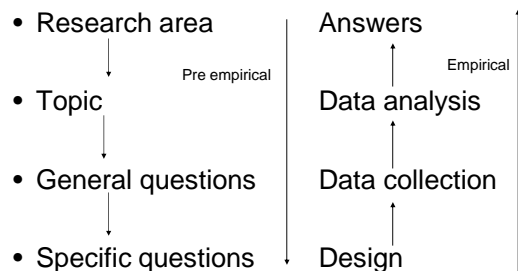 • Research area
• Topic
• General questions
• Specific questions
Pre empirical
Answers
Data analysis
Data collection
Design
Empirical